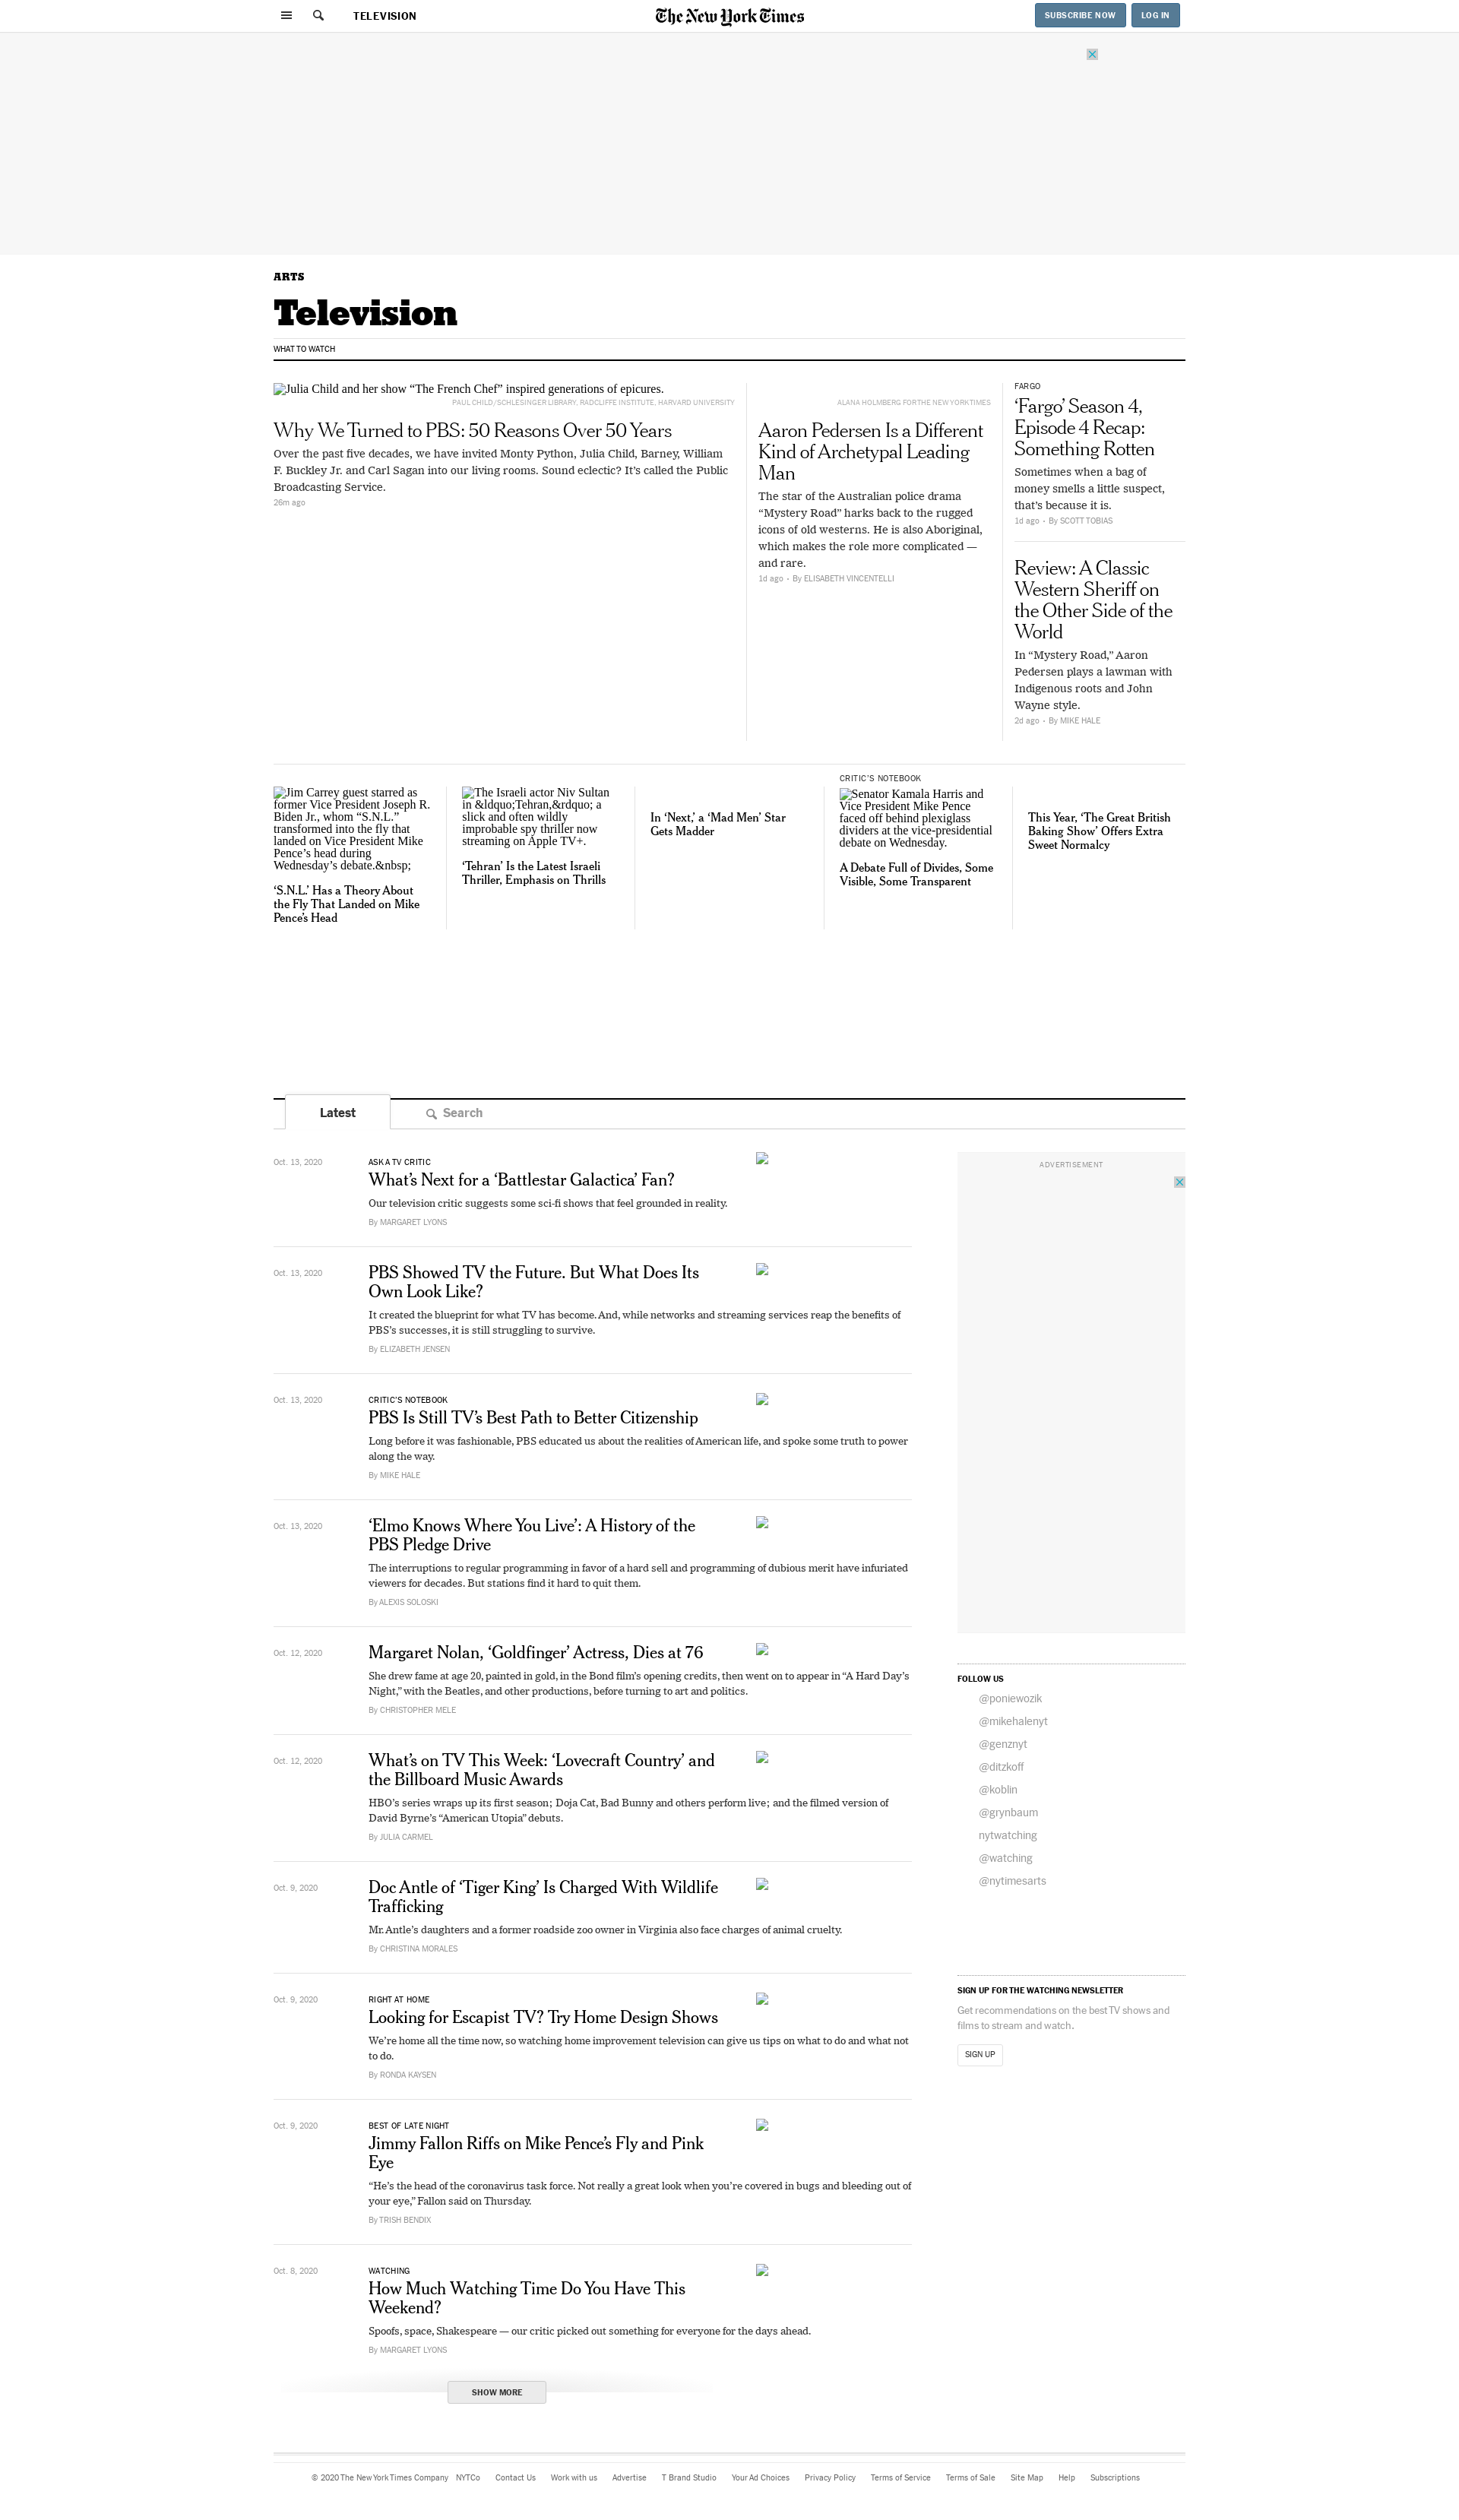 TELEVISION
The New York Times
SUBSCRIBE NOW
LOG IN
ARTS
Television
WHAT TO WATCH
Julia Child and her show “The French Chef” inspired generations of epicures.
PAUL CHILD/SCHLESINGER LIBRARY, RADCLIFFE INSTITUTE, HARVARD UNIVERSITY
Why We Turned to PBS: 50 Reasons Over 50 Years
Over the past five decades, we have invited Monty Python, Julia Child, Barney, William
F. Buckley Jr. and Carl Sagan into our living rooms. Sound eclectic? It’s called the Public
Broadcasting Service.
26m ago
ALANA HOLMBERG FOR THE NEW YORK TIMES
Aaron Pedersen Is a Different
Kind of Archetypal Leading
Man
The star of the Australian police drama
“Mystery Road” harks back to the rugged
icons of old westerns. He is also Aboriginal,
which makes the role more complicated —
and rare.
1d ago • By ELISABETH VINCENTELLI
FARGO
‘Fargo’ Season 4,
Episode 4 Recap:
Something Rotten
Sometimes when a bag of
money smells a little suspect,
that’s because it is.
1d ago • By SCOTT TOBIAS
Review: A Classic
Western Sheriff on
the Other Side of the
World
In “Mystery Road,” Aaron
Pedersen plays a lawman with
Indigenous roots and John
Wayne style.
2d ago • By MIKE HALE
Jim Carrey guest starred as
former Vice President Joseph R.
Biden Jr., whom “S.N.L.”
transformed into the fly that
landed on Vice President Mike
Pence’s head during
Wednesday’s debate.&nbsp;
‘S.N.L.’ Has a Theory About
the Fly That Landed on Mike
Pence’s Head
The Israeli actor Niv Sultan
in &ldquo;Tehran,&rdquo; a
slick and often wildly
improbable spy thriller now
streaming on Apple TV+.
‘Tehran’ Is the Latest Israeli
Thriller, Emphasis on Thrills
In ‘Next,’ a ‘Mad Men’ Star
Gets Madder
CRITIC’S NOTEBOOK
Senator Kamala Harris and
Vice President Mike Pence
faced off behind plexiglass
dividers at the vice-presidential
debate on Wednesday.
A Debate Full of Divides, Some
Visible, Some Transparent
This Year, ‘The Great British
Baking Show’ Offers Extra
Sweet Normalcy
Latest
Search
Oct. 13, 2020
ASK A TV CRITIC
What’s Next for a ‘Battlestar Galactica’ Fan?
Our television critic suggests some sci-fi shows that feel grounded in reality.
By MARGARET LYONS
Oct. 13, 2020
PBS Showed TV the Future. But What Does Its
Own Look Like?
It created the blueprint for what TV has become. And, while networks and streaming services reap the benefits of
PBS’s successes, it is still struggling to survive.
By ELIZABETH JENSEN
Oct. 13, 2020
CRITIC’S NOTEBOOK
PBS Is Still TV’s Best Path to Better Citizenship
Long before it was fashionable, PBS educated us about the realities of American life, and spoke some truth to power
along the way.
By MIKE HALE
Oct. 13, 2020
‘Elmo Knows Where You Live’: A History of the
PBS Pledge Drive
The interruptions to regular programming in favor of a hard sell and programming of dubious merit have infuriated
viewers for decades. But stations find it hard to quit them.
By ALEXIS SOLOSKI
Oct. 12, 2020
Margaret Nolan, ‘Goldfinger’ Actress, Dies at 76
She drew fame at age 20, painted in gold, in the Bond film’s opening credits, then went on to appear in “A Hard Day’s
Night,” with the Beatles, and other productions, before turning to art and politics.
By CHRISTOPHER MELE
Oct. 12, 2020
What’s on TV This Week: ‘Lovecraft Country’ and
the Billboard Music Awards
HBO’s series wraps up its first season; Doja Cat, Bad Bunny and others perform live; and the filmed version of
David Byrne’s “American Utopia” debuts.
By JULIA CARMEL
Oct. 9, 2020
Doc Antle of ‘Tiger King’ Is Charged With Wildlife
Trafficking
Mr. Antle’s daughters and a former roadside zoo owner in Virginia also face charges of animal cruelty.
By CHRISTINA MORALES
Oct. 9, 2020
RIGHT AT HOME
Looking for Escapist TV? Try Home Design Shows
We’re home all the time now, so watching home improvement television can give us tips on what to do and what not
to do.
By RONDA KAYSEN
Oct. 9, 2020
BEST OF LATE NIGHT
Jimmy Fallon Riffs on Mike Pence’s Fly and Pink
Eye
“He’s the head of the coronavirus task force. Not really a great look when you’re covered in bugs and bleeding out of
your eye,” Fallon said on Thursday.
By TRISH BENDIX
Oct. 8, 2020
WATCHING
How Much Watching Time Do You Have This
Weekend?
Spoofs, space, Shakespeare — our critic picked out something for everyone for the days ahead.
By MARGARET LYONS
SHOW MORE
ADVERTISEMENT
FOLLOW US
@poniewozik
@mikehalenyt
@genznyt
@ditzkoff
@koblin
@grynbaum
nytwatching
@watching
@nytimesarts
SIGN UP FOR THE WATCHING NEWSLETTER
Get recommendations on the best TV shows and
films to stream and watch.
SIGN UP
© 2020 The New York Times Company NYTCo Contact Us Work with us Advertise T Brand Studio Your Ad Choices Privacy Policy Terms of Service Terms of Sale Site Map Help Subscriptions